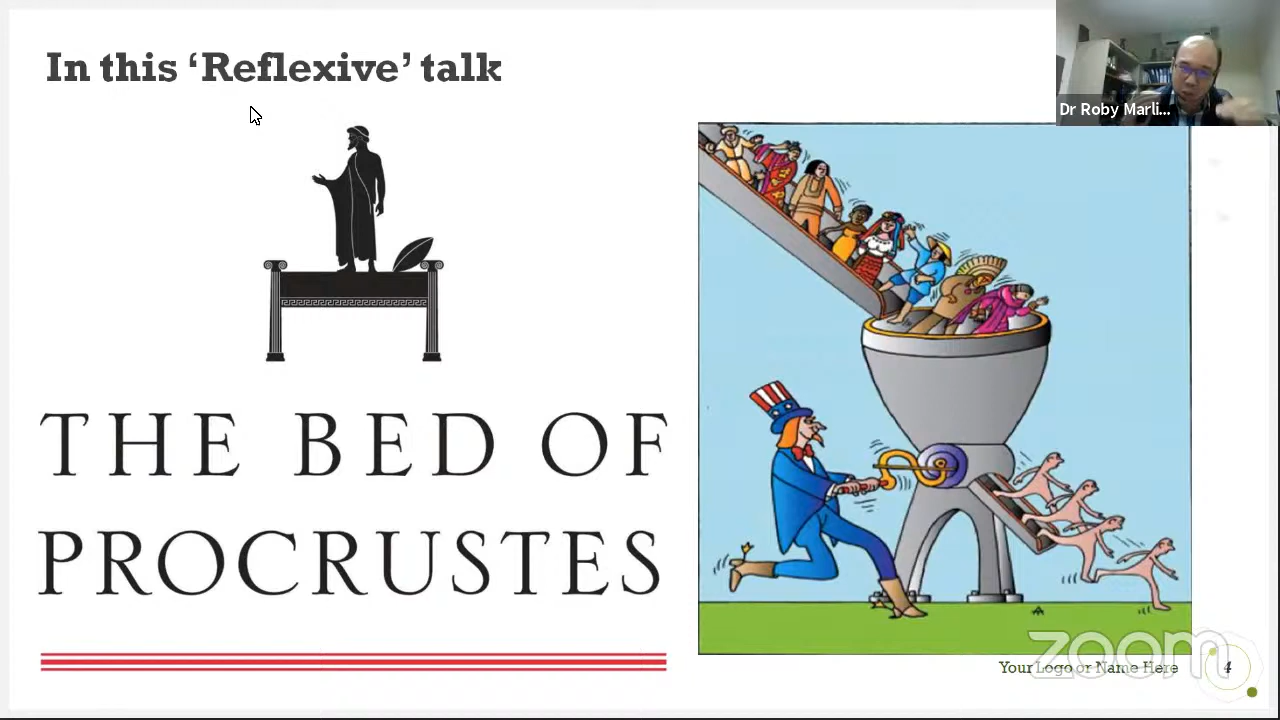 In this ‘Reflexive’ talk
Dr Roby Marli...
THE BED OF
PROCRUSTES
zoom
Your Logo or Name Here
4